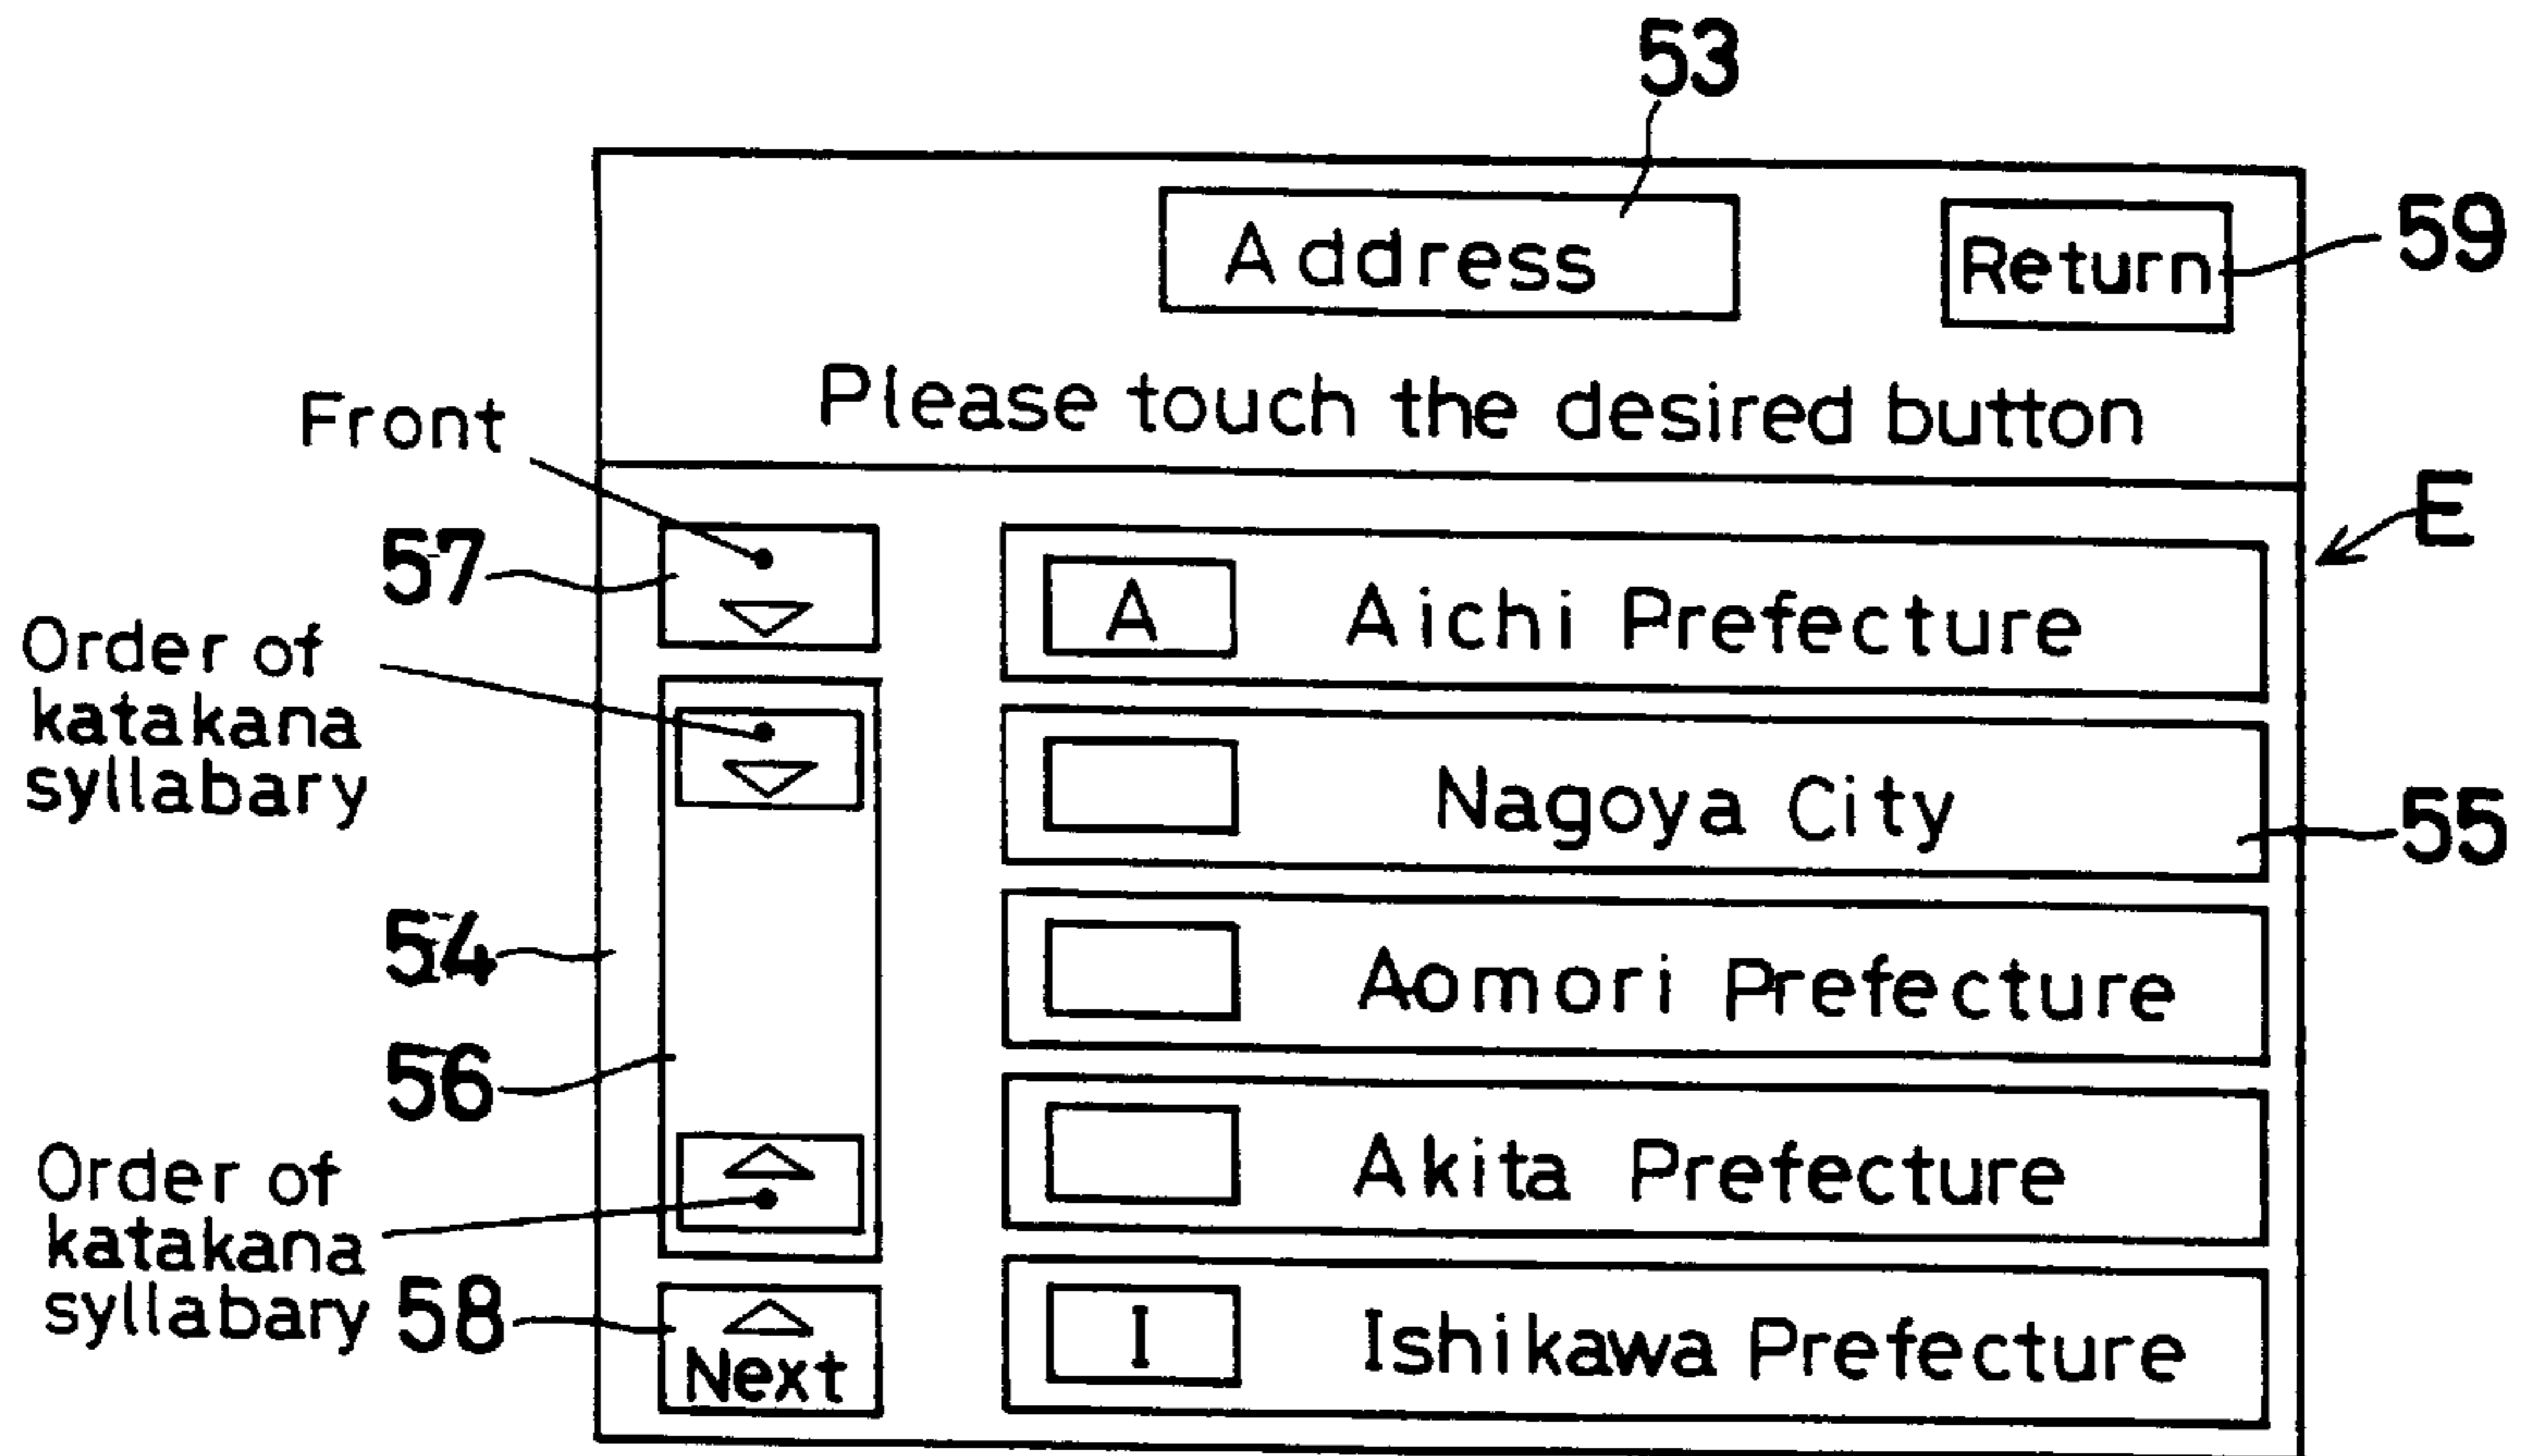 53
Address
Return
59
Please touch the desired button
Front
57
E
A Aichi Prefecture
Order of
katakana
syllabary
Nagoya City
55
54
Aomori Prefecture
56
Akita Prefecture
Order of
katakana
syllabary
58
Next
I Ishikawa Prefecture